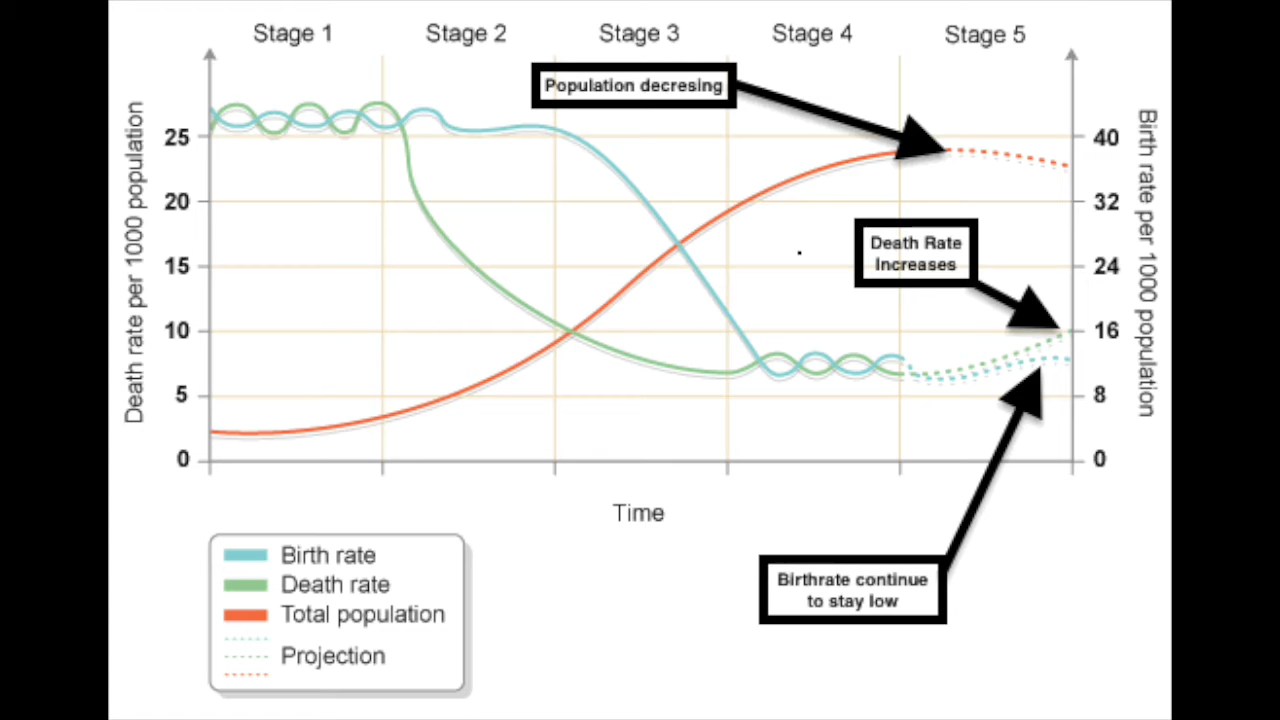 Stage 1
Stage 2
Stage 3
Stage 4
Stage 5
Population decresing
Death rate per 1000 population
25
20
15
10
5
0
Birth rate per 1000 population
40
32
24
16
8
0
Death Rate
Increases
Time
Birthrate continue
to stay low
Birth rate
Death rate
Total population
Projection